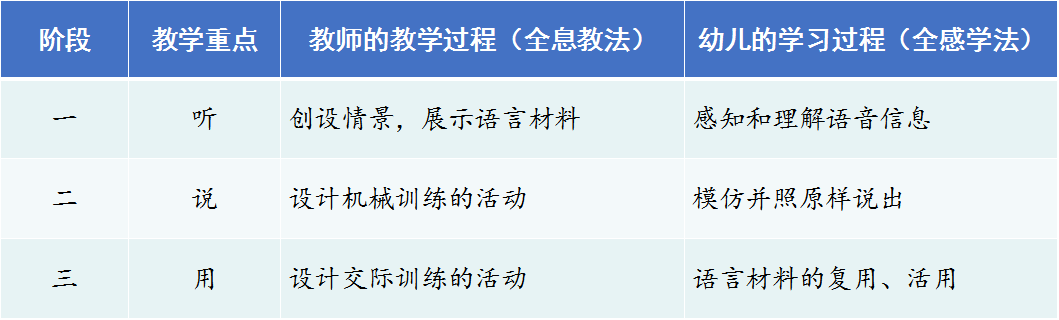 阶段 教学重点 教师的教学过程（全息教法） 幼儿的学习过程（全感学法）
一 听 创设情景，展示语言材料 感知和理解语音信息
二 说 设计机械训练的活动 模仿并照原样说出
三 用 设计交际训练的活动 语言材料的复用、活用